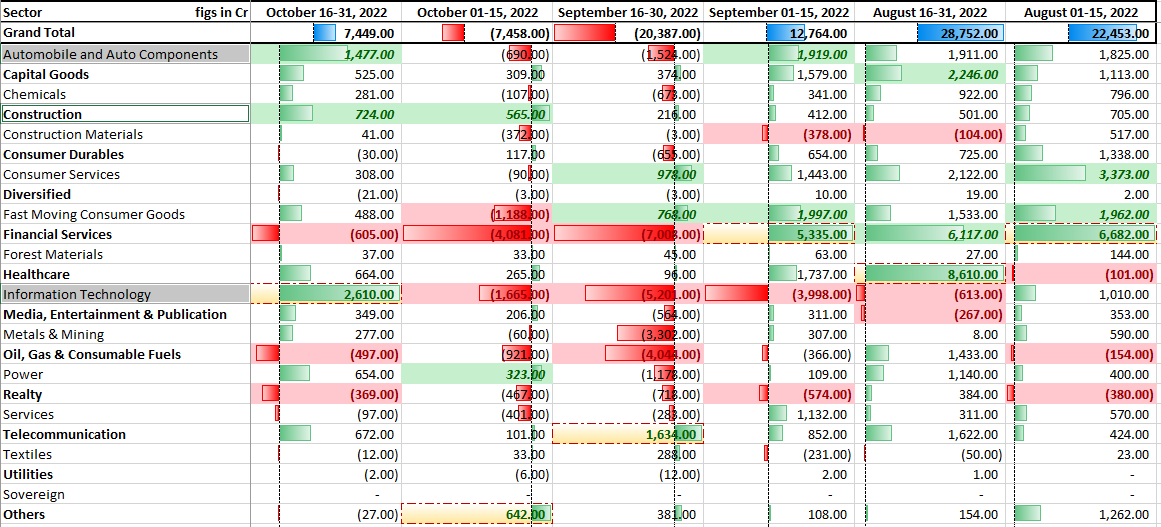 Sector figs in Cr October 16-31, 2022 October 01-15, 2022 September 16-30, 2022 September 01-15, 2022 August 16-31, 2022 August 01-15, 2022
Grand Total 7,449.00 (7,458.00) (20,387.00) 12,764.00 28,752.00 22,453.00
Automobile and Auto Components 1,477.00 (690.00) (1,524.00) 1,919.00 1,911.00 1,825.00
Capital Goods 525.00 309.00 374.00 1,579.00 2,246.00 1,113.00
Chemicals 281.00 (107.00) (673.00) 341.00 922.00 796.00
Construction 724.00 565.00 216.00 412.00 501.00 705.00
Construction Materials 41.00 (372.00) (3.00) (378.00) (104.00) 517.00
Consumer Durables (30.00) 117.00 (655.00) 654.00 725.00 1,338.00
Consumer Services 308.00 (90.00) 978.00 1,443.00 2,122.00 3,373.00
Diversified (21.00) (3.00) (3.00) 10.00 19.00 2.00
Fast Moving Consumer Goods 488.00 (1,188.00) 768.00 1,997.00 1,533.00 1,962.00
Financial Services (605.00) (4,081.00) (7,003.00) 5,335.00 6,117.00 6,682.00
Forest Materials 37.00 33.00 45.00 63.00 27.00 144.00
Healthcare 664.00 265.00 96.00 1,737.00 8,610.00 (101.00)
Information Technology 2,610.00 (1,665.00) (5,201.00) (3,998.00) (613.00) 1,010.00
Media, Entertainment & Publication 349.00 206.00 (564.00) 311.00 (267.00) 353.00
Metals & Mining 277.00 (60.00) (3,302.00) 307.00 8.00 590.00
Oil, Gas & Consumable Fuels (497.00) (921.00) (4,044.00) (366.00) 1,433.00 (154.00)
Power 654.00 323.00 (1,178.00) 109.00 1,140.00 400.00
Realty (369.00) (467.00) (718.00) (574.00) 384.00 (380.00)
Services (97.00) (401.00) (283.00) 1,132.00 311.00 570.00
Telecommunication 672.00 101.00 1,634.00 852.00 1,622.00 424.00
Textiles (12.00) 33.00 288.00 (231.00) (50.00) 23.00
Utilities (2.00) (6.00) (12.00) 2.00 1.00 -
Sovereign - - - - - -
Others (27.00) 642.00 381.00 108.00 154.00 1,262.00